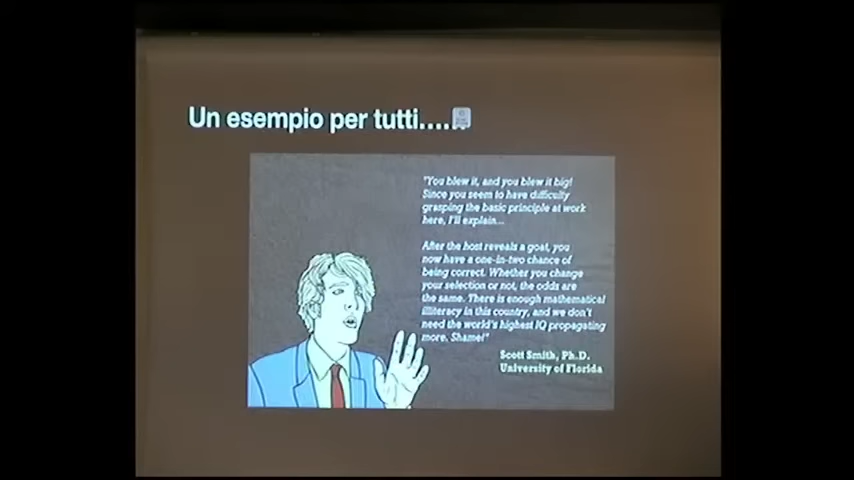 Un esempio per tutti.....
"You blew it, and you blew it big!
Since you seem to have difficulty
grasping the basic principle at work
here, I'll explain...
After the host reveals a goat, you
now have a one-in-two chance of
being correct. Whether you change
your selection or not, the odds are
the same. There is enough mathematical
illiteracy in this country, and we don't
need the world's highest IQ propagating
more. Shame!"
Scott Smith, Ph.D.
University of Florida